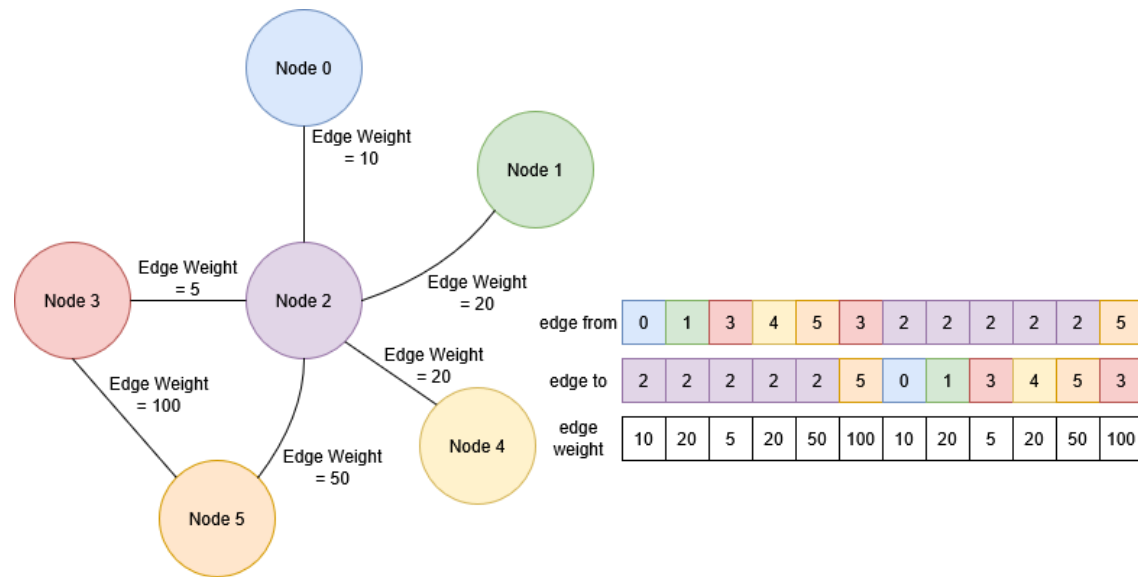 Node 0
Edge Weight
= 10
Node 1
Edge Weight
= 20
Node 3
Edge Weight
= 5
Node 2
Edge Weight
= 20
Node 4
Edge Weight
= 100
Edge Weight
= 50
Node 5
edge from 0 1 3 4 5 3 2 2 2 2 2 5
edge to 2 2 2 2 2 5 0 1 3 4 5 3
edge
weight 10 20 5 20 50 100 10 20 5 20 50 100